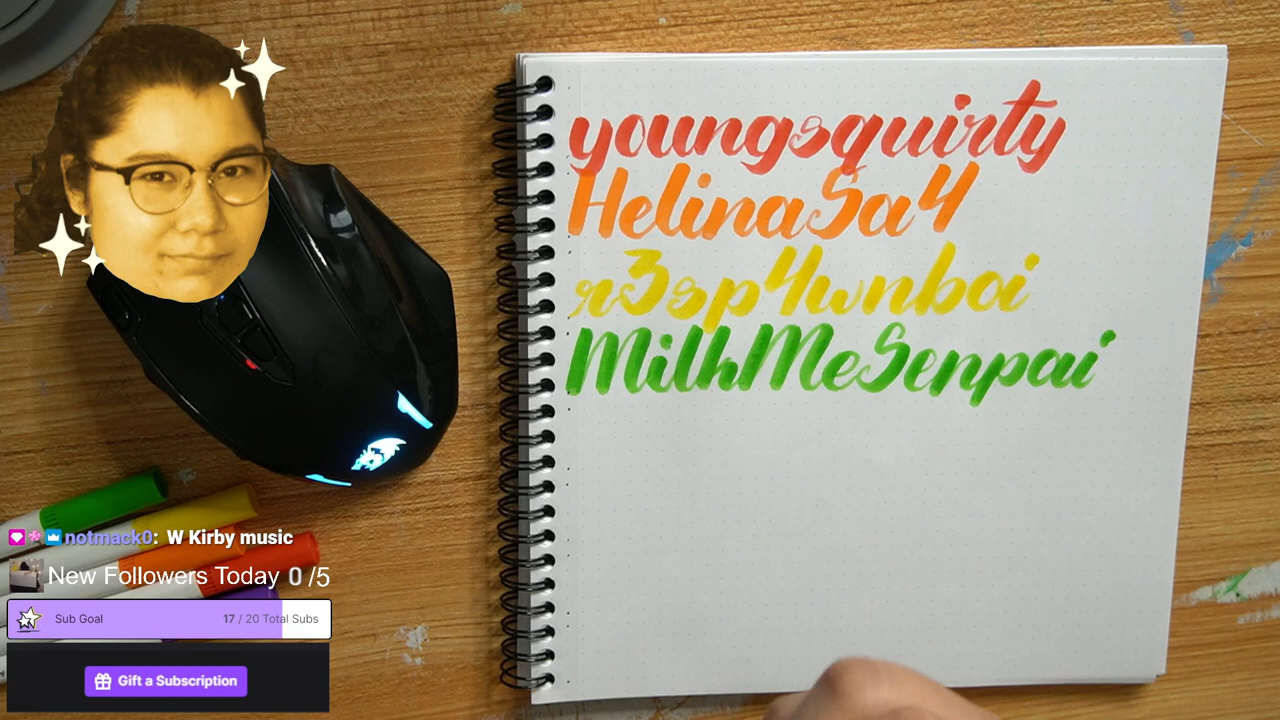 youngsquirty
HelinaSa4
r3sp4wnboi
MilkMeSenpai
notmack0: W Kirby music
New Followers Today 0 /5
Sub Goal 17 / 20 Total Subs
Gift a Subscription